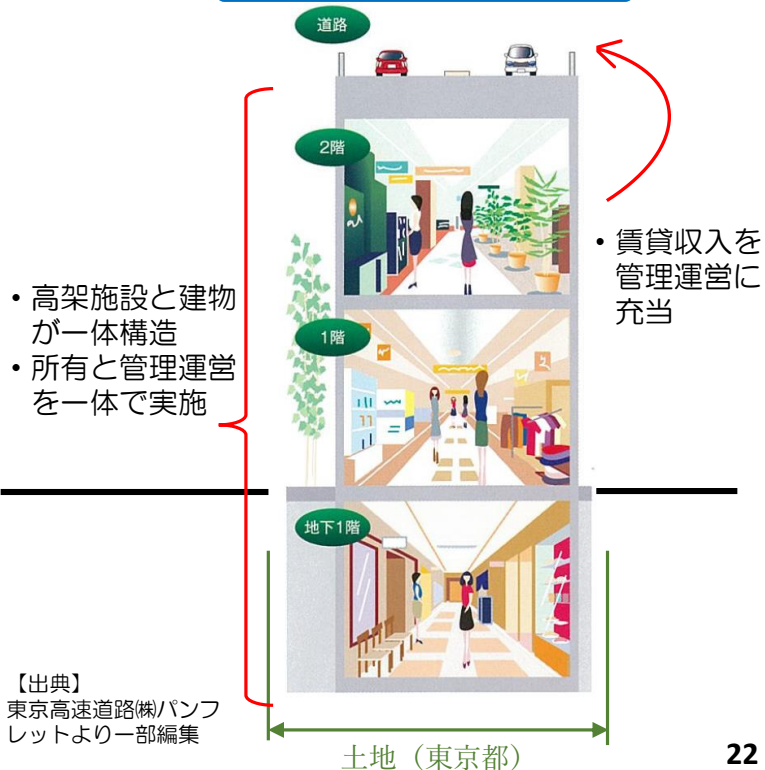 道路
2階
・賃貸収入を
管理運営に
充当
・高架施設と建物
が一体構造
・所有と管理運営
を一体で実施
1階
地下1階
【出典】
東京高速道路㈱パンフ
レットより一部編集
土地（東京都）
22